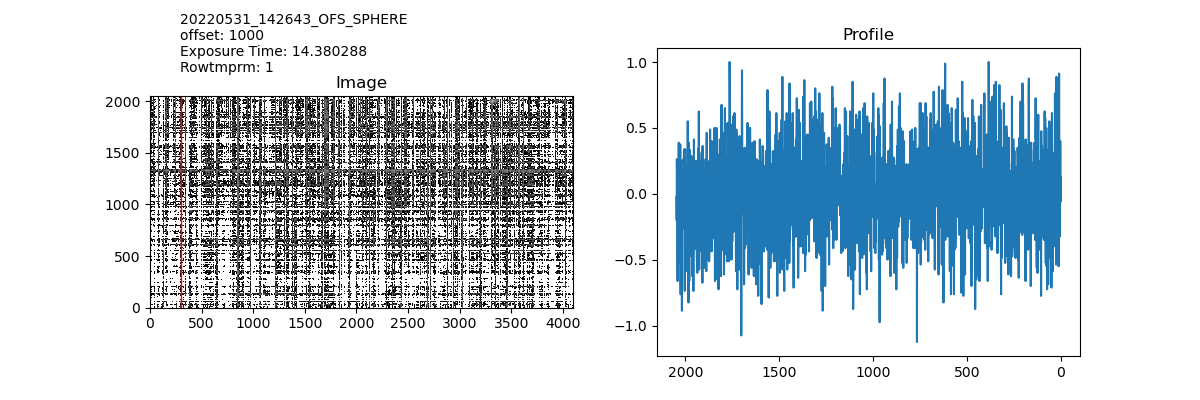 20220531_142643_OFS_SPHERE
offset: 1000
Exposure Time: 14.380288
Rowtmprm: 1
Image
2000
1500
1000
500
0
0 500 1000 1500 2000 2500 3000 3500 4000
Profile
1.0
0.5
0.0
−0.5
−1.0
2000 1500 1000 500 0